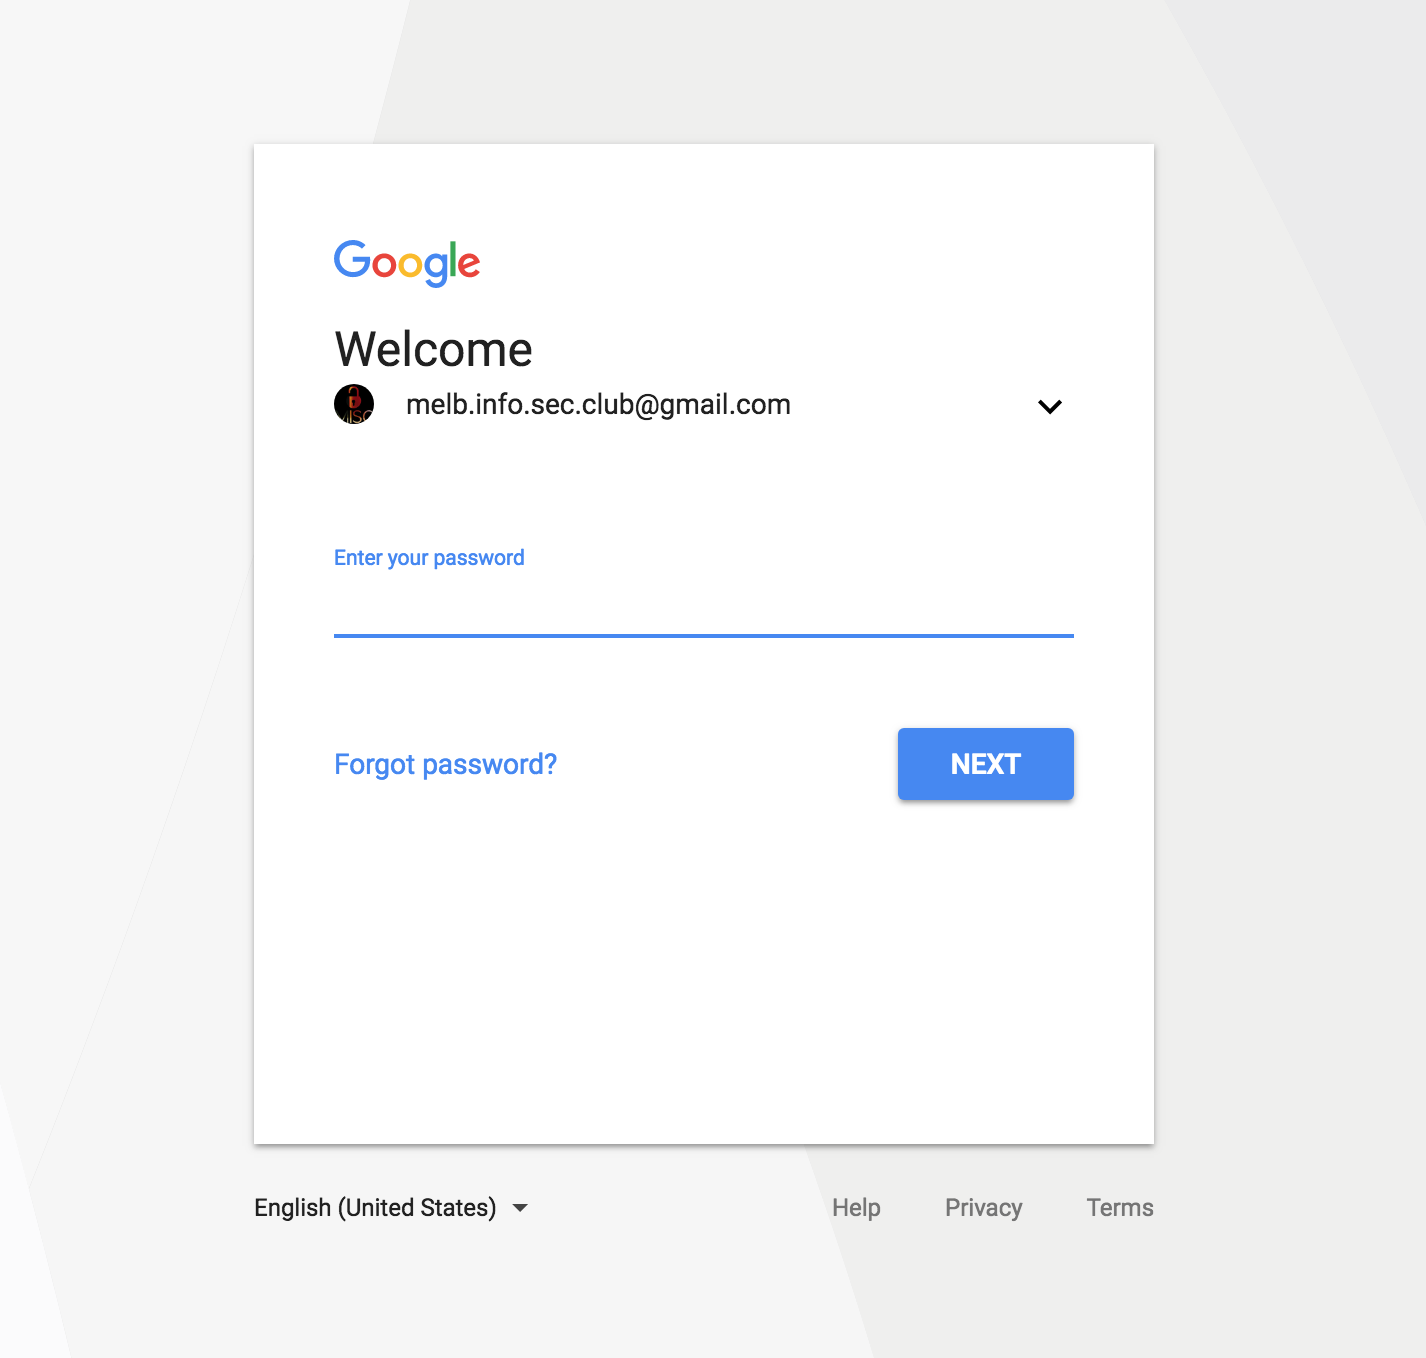 Google
Welcome
MISC
melb.info.sec.club@gmail.com
Enter your password
Forgot password?
NEXT
English (United States)
Help Privacy Terms